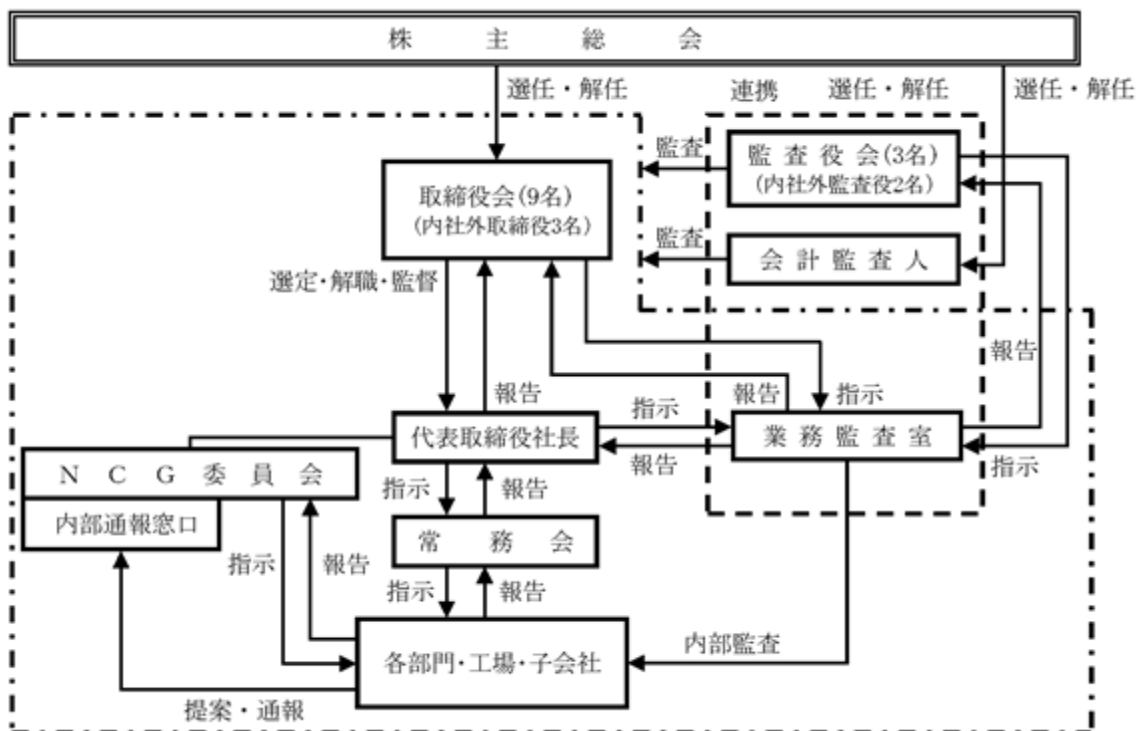 株主総会
選任・解任
連携
選任・解任
選任・解任
監査
監査役会(3名)
(内社外監査役2名)
取締役会(9名)
(内社外取締役3名)
監査
会計監査人
選定・解職・監督
報告
報告
指示
報告
指示
代表取締役社長
業務監査室
報告
指示
NCG委員会
指示
報告
内部通報窓口
常務会
指示
報告
指示
報告
各部門・工場・子会社
内部監査
提案・通報